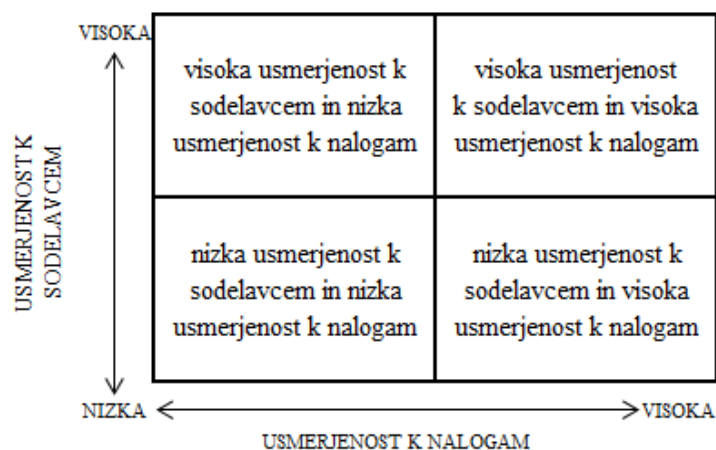 VISOKA
visoka usmerjenost k
sodelavcem in nizka
usmerjenost k nalogam
visoka usmerjenost
k sodelavcem in visoka
usmerjenost k nalogam
USMERJENOST K
SODELAVCEM
nizka usmerjenost k
sodelavcem in nizka
usmerjenost k nalogam
nizka usmerjenost k
sodelavcem in visoka
usmerjenost k nalogam
NIZKA
VISOKA
USMERJENOST K NALOGAM